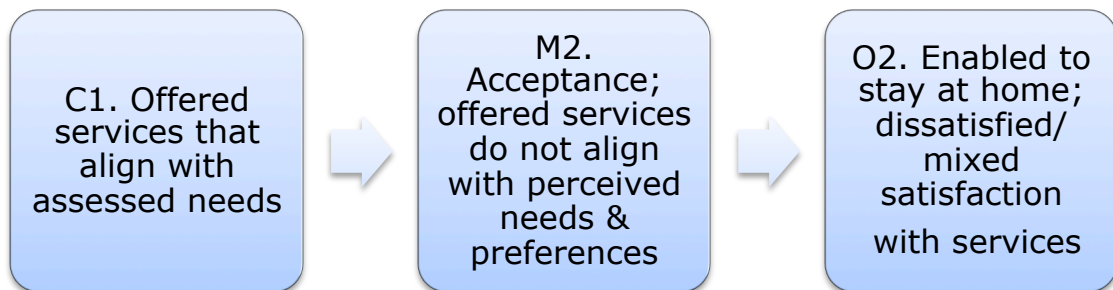 C1. Offered
services that
align with
assessed needs
M2.
Acceptance;
offered services
do not align
with perceived
needs &
preferences
O2. Enabled to
stay at home;
dissatisfied/
mixed
satisfaction
with services